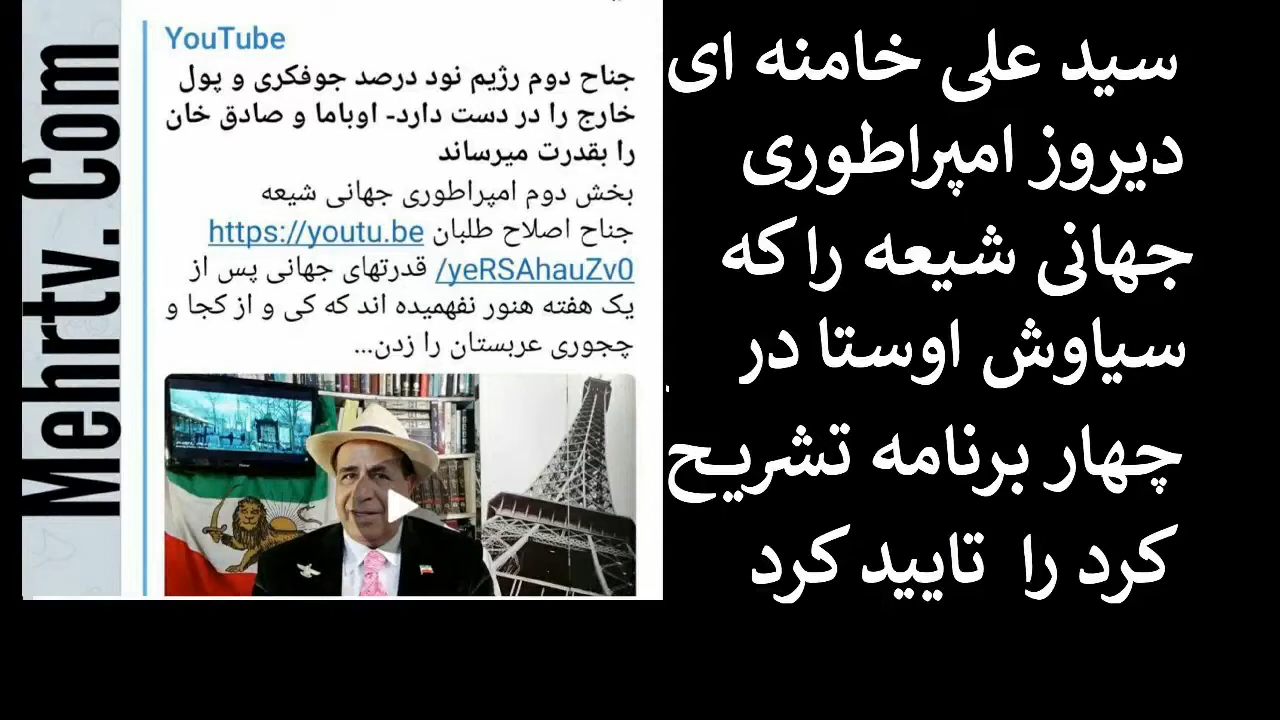 Mehrtv. Com
YouTube
جناح دوم رژیم نود درصد جوفکری و پول
خارج را در دست دارد- اوباما و صادق خان
را بقدرت میرساند
بخش دوم امپراطوری جهانی شیعه
جناح اصلاح طلبان https://youtu.be
/yeRSAhauZv0 قدرتهای جهانی پس از
یک هفته هنور نفهمیده اند که کی و از کجا و
چجوری عربستان را زدن...
سید علی خامنه ای
دیروز امپراطوری
جهانی شیعه را که
سیاوش اوستا در
چهار برنامه تشریح
کرد را تایید کرد